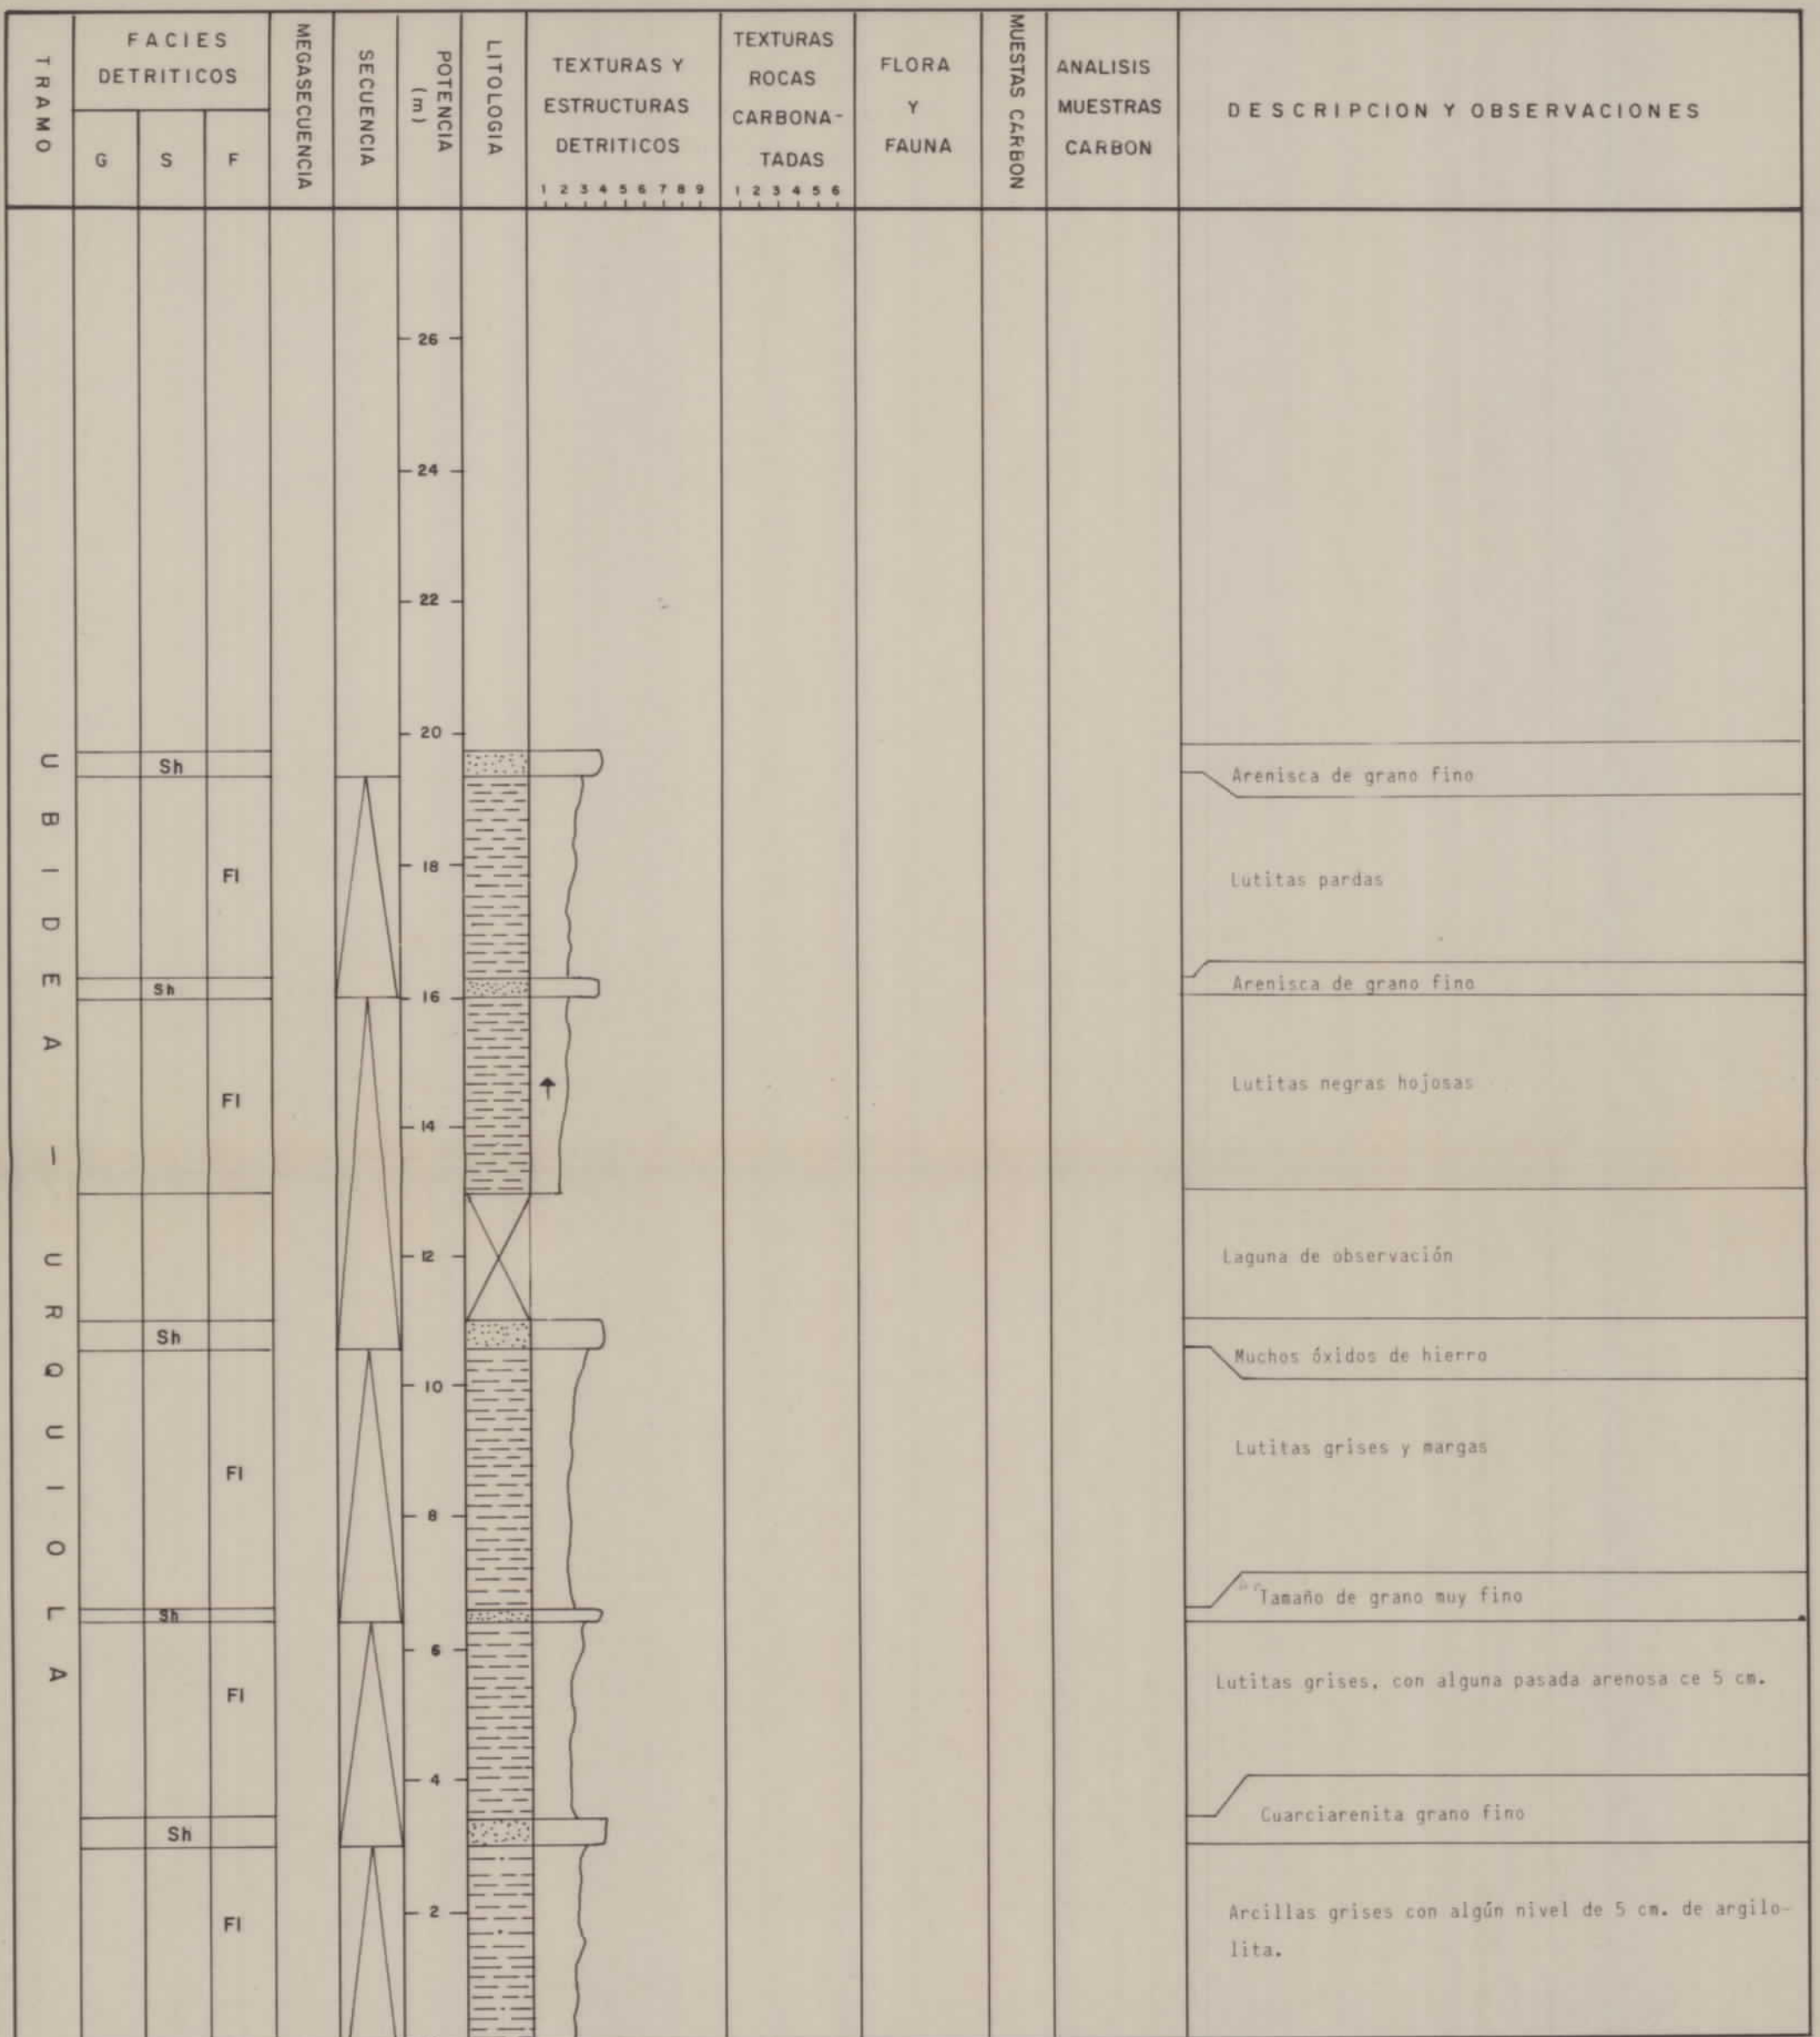 TRAMO
FACIES
DETRITICOS
G S F
MEGASECUENCIA
SECUENCIA
POTENCIA
(m)
LITOLOGIA
TEXTURAS Y
ESTRUCTURAS
DETRITICOS
1 2 3 4 5 6 7 8 9
TEXTURAS
ROCAS
CARBONA-
TADAS
1 2 3 4 5 6
FLORA
Y
FAUNA
MUESTAS CARBON
ANALISIS
MUESTRAS
CARBON
DESCRIPCION Y OBSERVACIONES
UBIDEA - URQUIOLA
26
24
22
20
Sh
Arenisca de grano fino
18
Fl
Lutitas pardas
Sh
16
Arenisca de grano fino
Fl
Lutitas negras hojosas
14
12
Laguna de observación
Sh
Muchos óxidos de hierro
10
Lutitas grises y margas
Fl
8
Tamaño de grano muy fino
Sh
6
Fl
Lutitas grises, con alguna pasada arenosa ce 5 cm.
4
Cuarciarenita grano fino
Sh
2
Fl
Arcillas grises con algún nivel de 5 cm. de argilo-
lita.